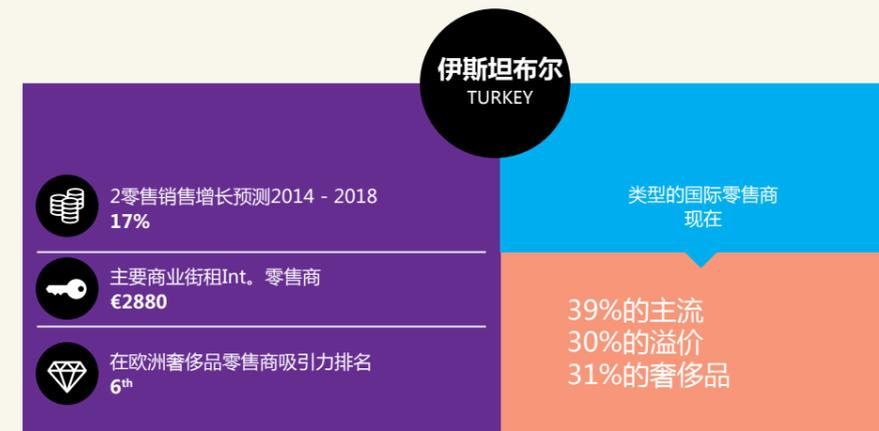 伊斯坦布尔
TURKEY
2零售销售增长预测2014 - 2018
17%
主要商业街租Int。零售商
€2880
在欧洲奢侈品零售商吸引力排名
6th
类型的国际零售商
现在
39%的主流
30%的溢价
31%的奢侈品